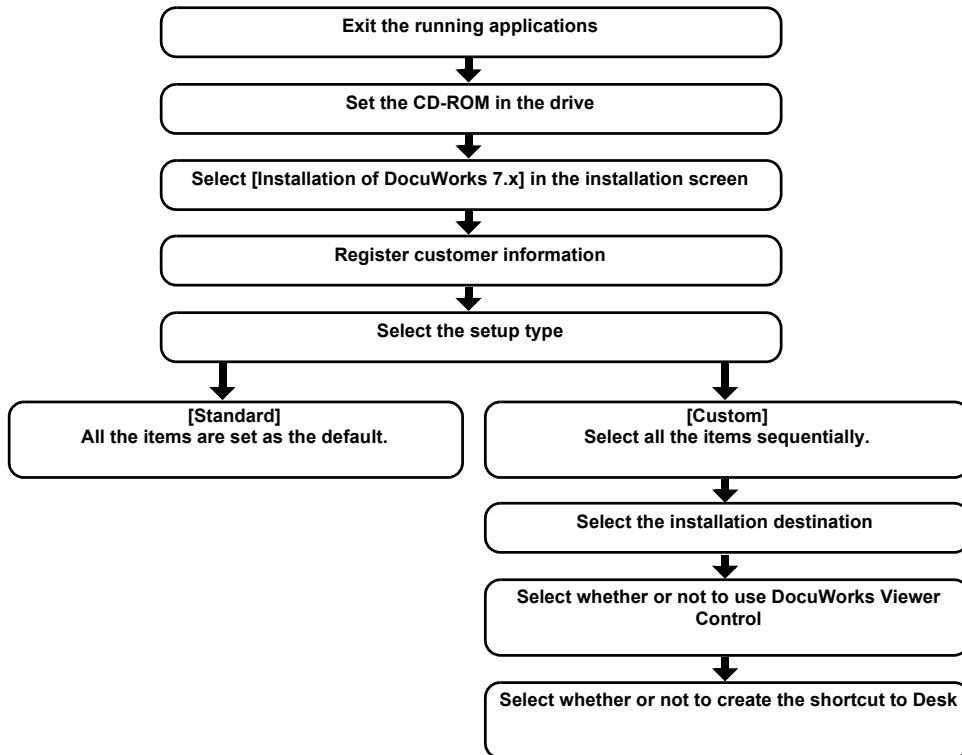 Exit the running applications
Set the CD-ROM in the drive
Select [Installation of DocuWorks 7.x] in the installation screen
Register customer information
Select the setup type
[Standard]
All the items are set as the default.
[Custom]
Select all the items sequentially.
Select the installation destination
Select whether or not to use DocuWorks Viewer
Control
Select whether or not to create the shortcut to Desk